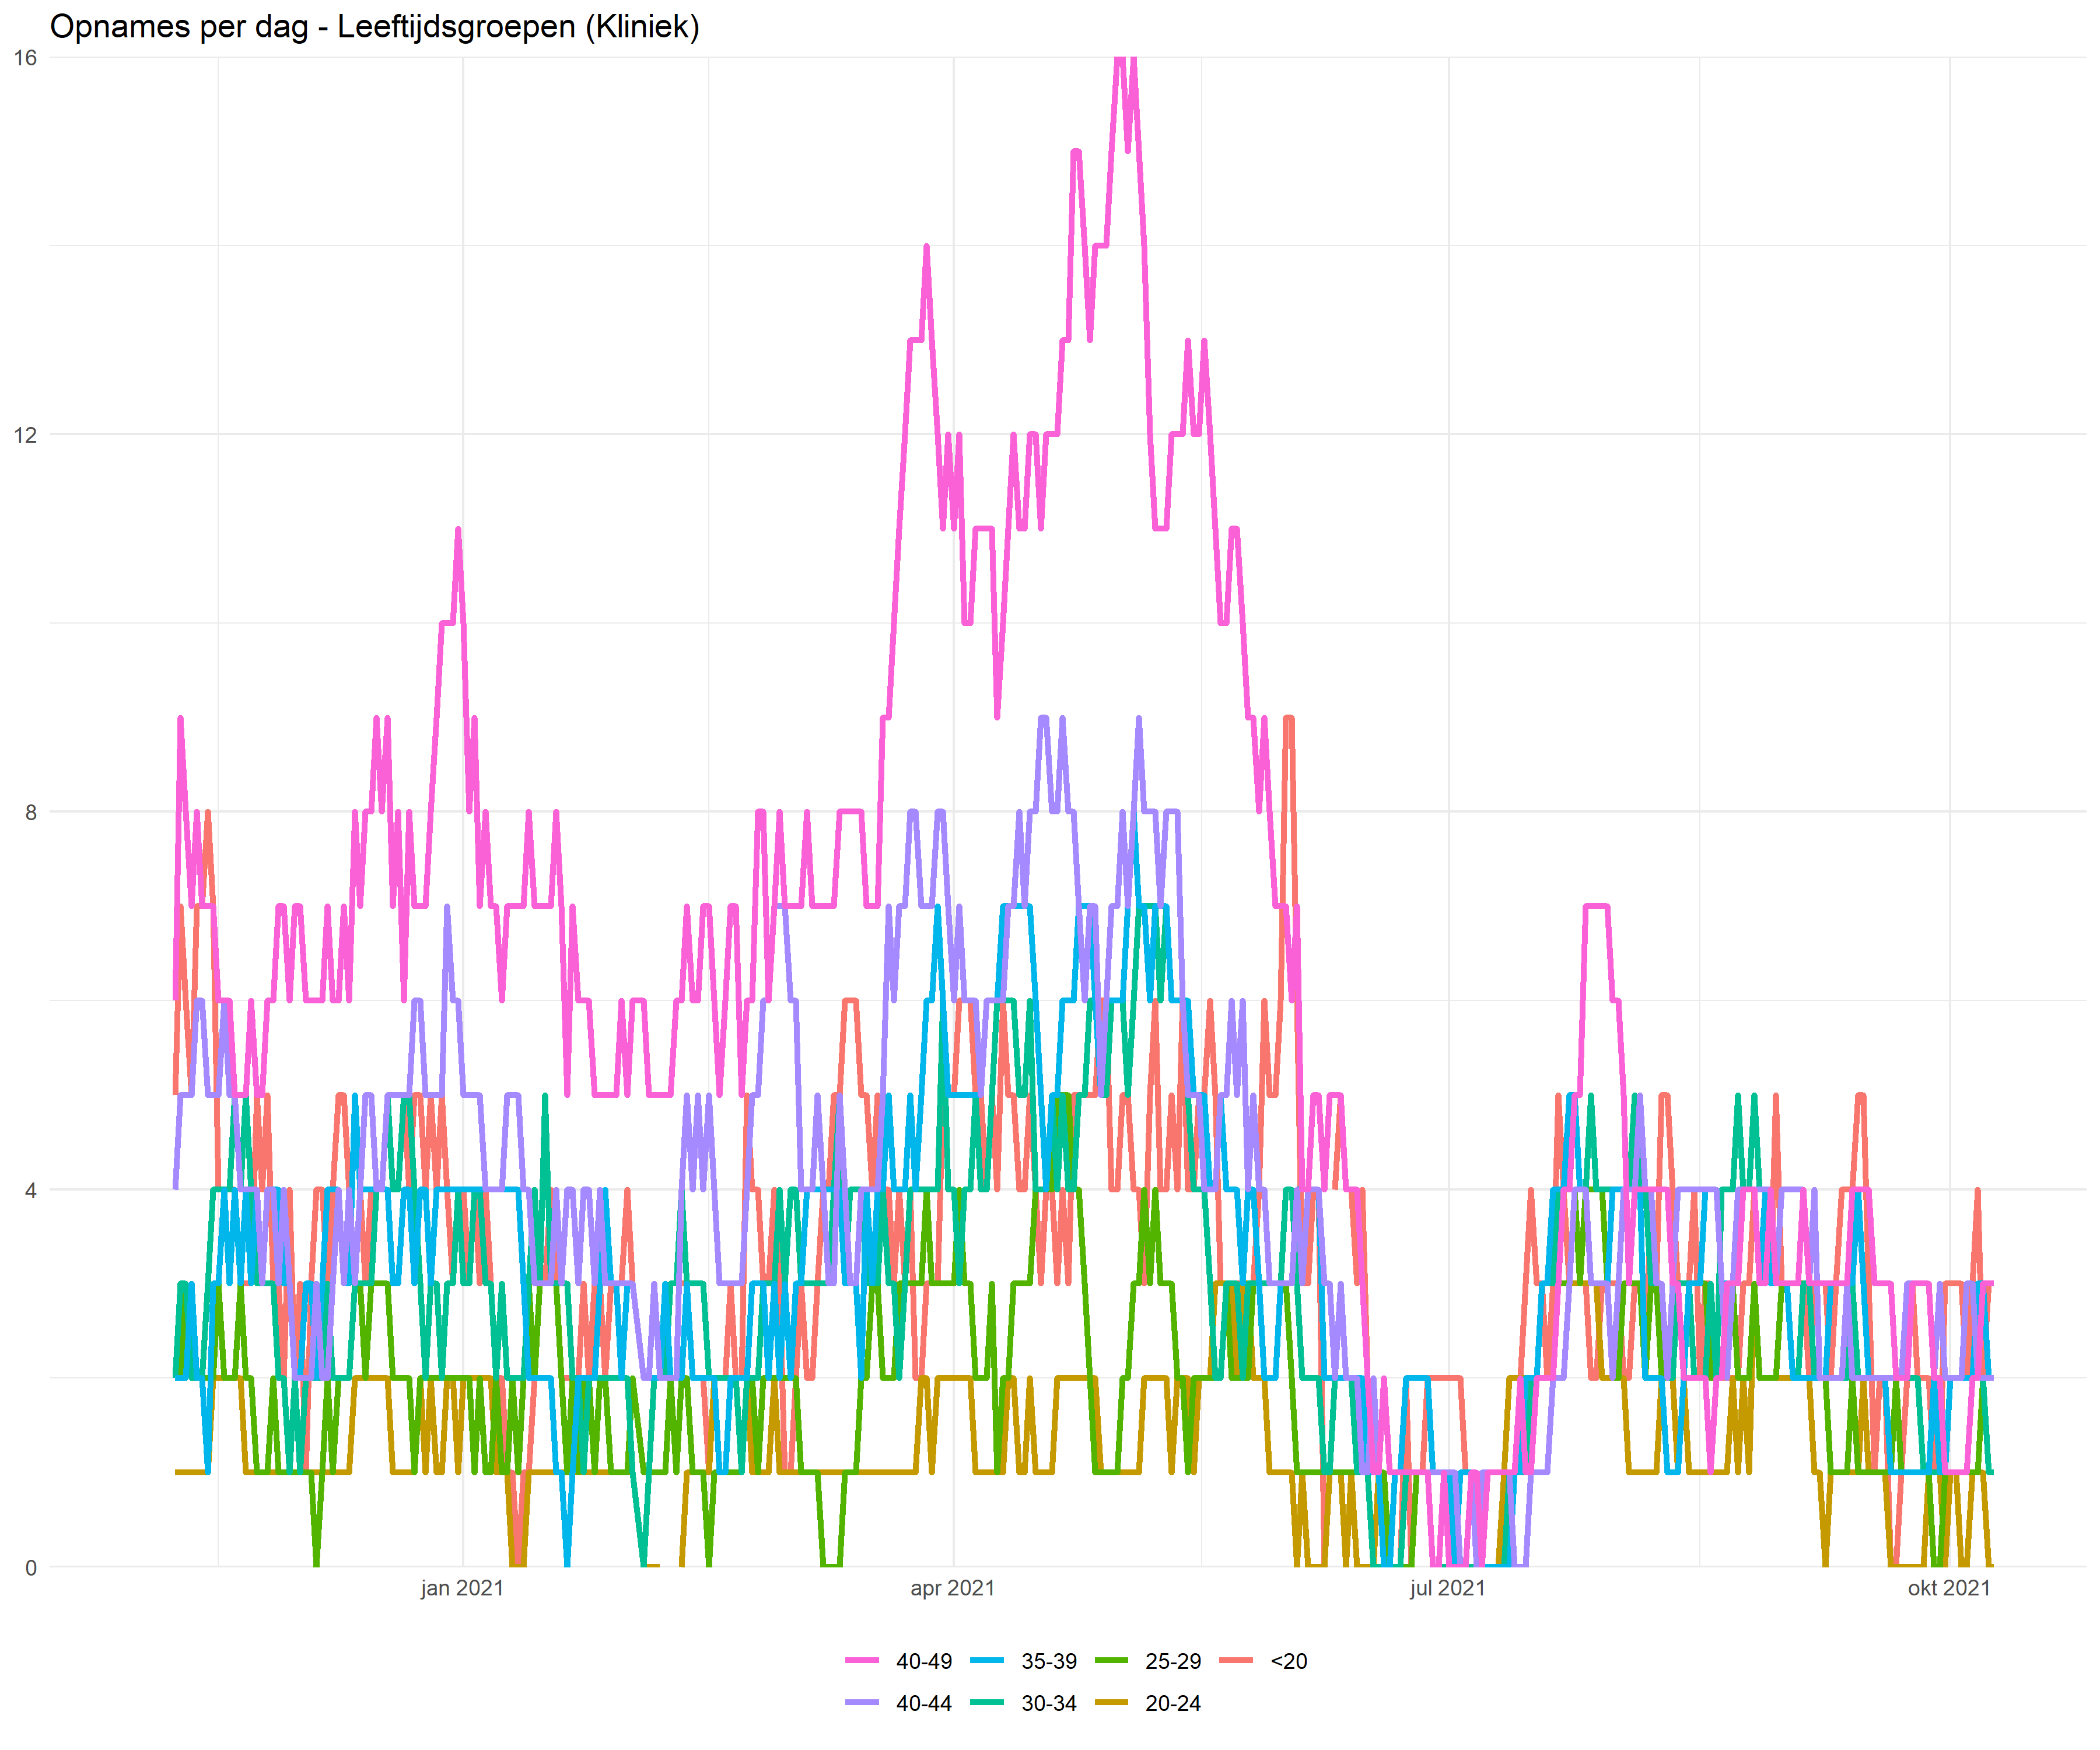 Opnames per dag - Leeftijdsgroepen (Kliniek)
16
12
8
4
0
jan 2021 apr 2021 jul 2021 okt 2021
40-49 35-39 25-29 <20
40-44 30-34 20-24